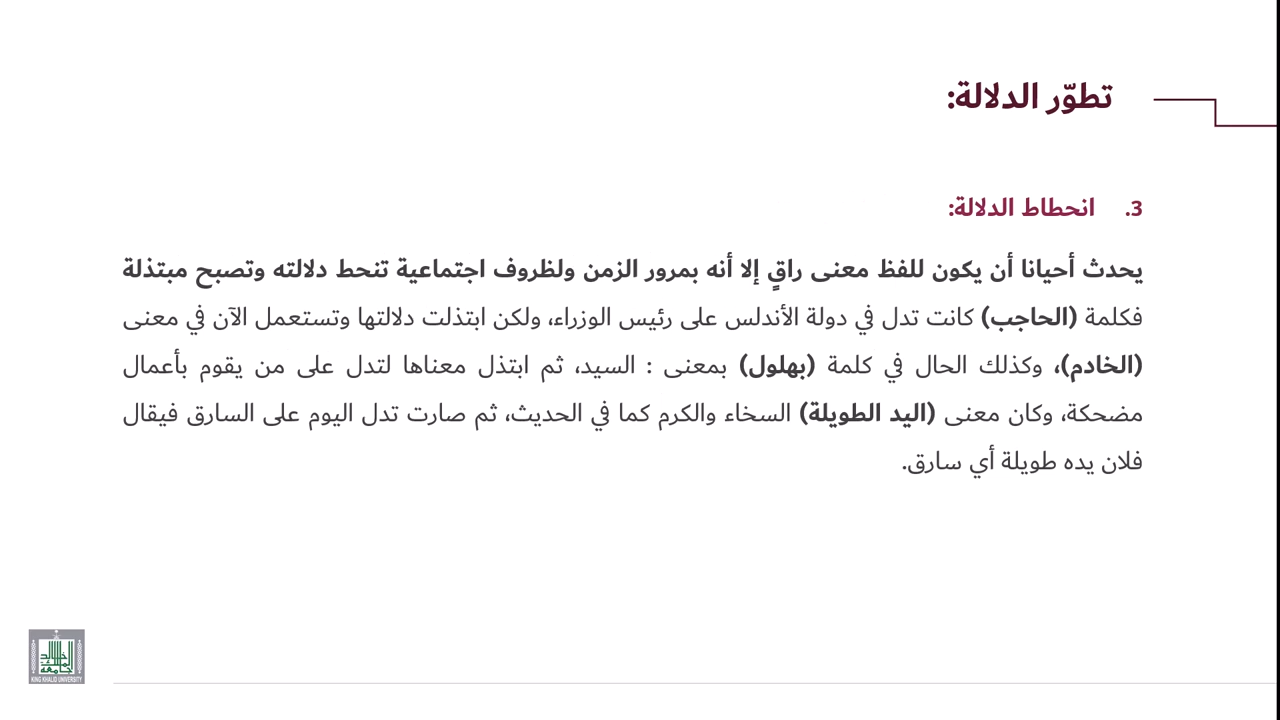 تطوّر الدلالة:
3. انحطاط الدلالة:
يحدث أحيانا أن يكون للفظ معنى راقٍ إلا أنه بمرور الزمن ولظروف اجتماعية تنحط دلالته وتصبح مبتذلة
فكلمة (الحاجب) كانت تدل في دولة الأندلس على رئيس الوزراء، ولكن ابتذلت دلالتها وتستعمل الآن في معنى
(الخادم)، وكذلك الحال في كلمة (بهلول) بمعنى : السيد، ثم ابتذل معناها لتدل على من يقوم بأعمال
مضحكة، وكان معنى (اليد الطويلة) السخاء والكرم كما في الحديث، ثم صارت تدل اليوم على السارق فيقال
فلان يده طويلة أي سارق.
جامعة الملك خالد
KING KHALID UNIVERSITY